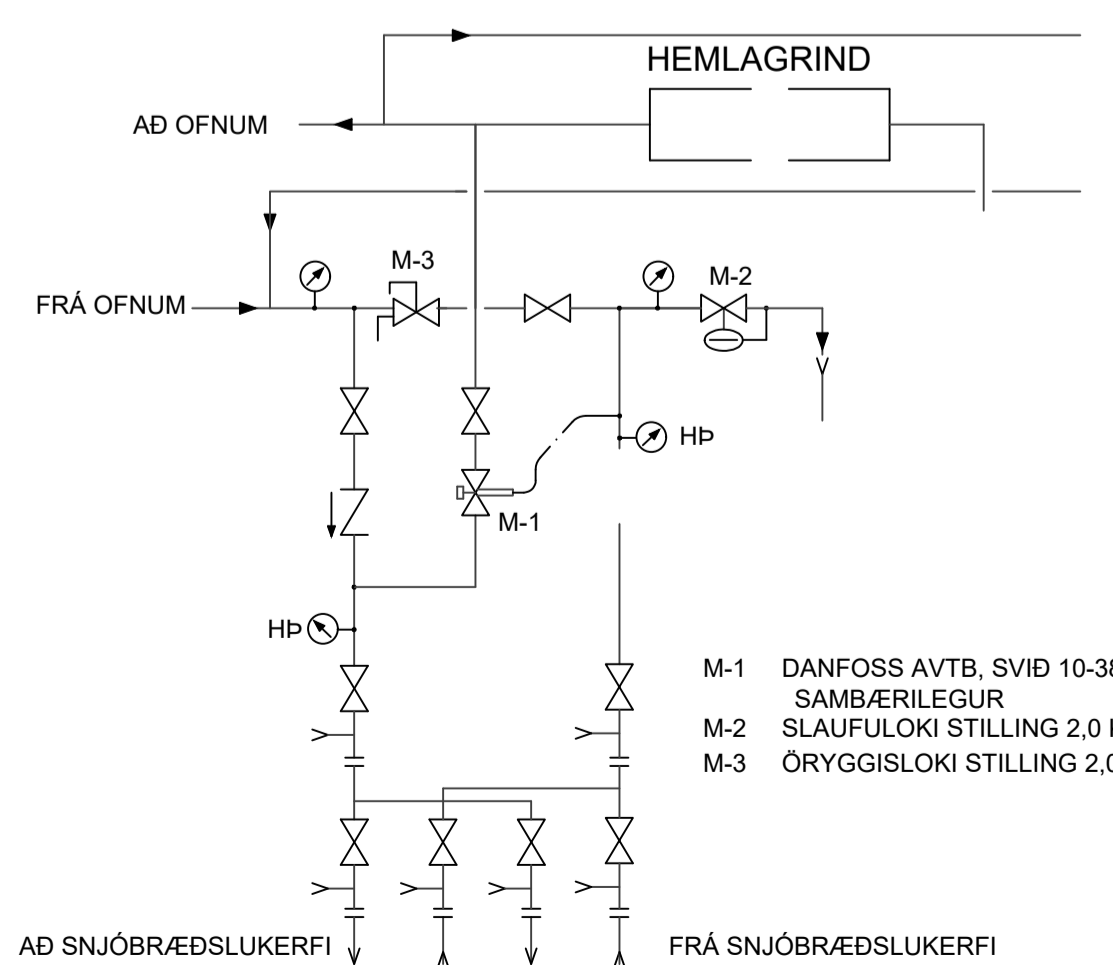 HEMLAGRIND
AÐ OFNUM
M-3
M-2
FRÁ OFNUM
HÞ
M-1
HÞ
M-1 DANFOSS AVTB, SVIÐ 10-38
SAMBÆRILEGUR
M-2 SLAUFULOKI STILLING 2,0
M-3 ÖRYGGISLOKI STILLING 2,0
AÐ SNJÓBRÆÐSLUKERFI
FRÁ SNJÓBRÆÐSLUKERFI